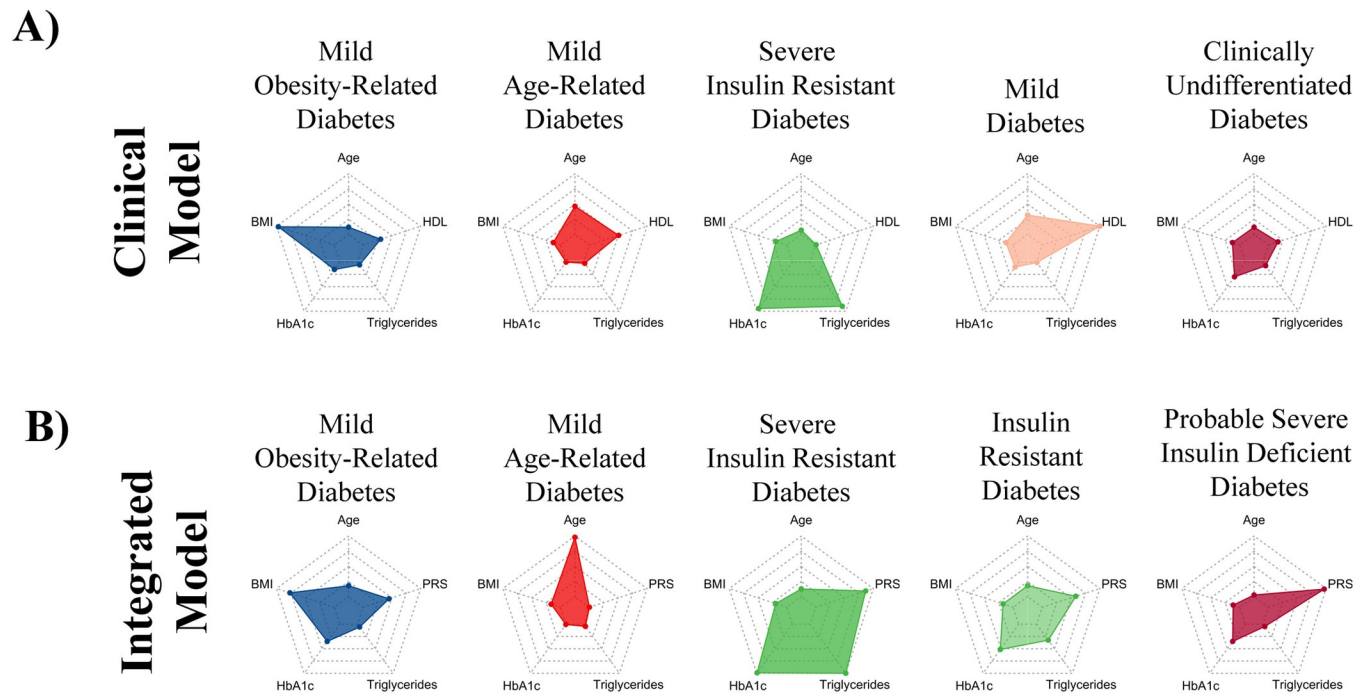 A)
Clinical
Model
Mild
Obesity-Related
Diabetes
Age
BMI
HDL
HbA1c
Triglycerides
Mild
Age-Related
Diabetes
Age
BMI
HDL
HbA1c
Triglycerides
Severe
Insulin Resistant
Diabetes
Age
BMI
HDL
HbA1c
Triglycerides
Mild
Diabetes
Age
BMI
HDL
HbA1c
Triglycerides
Clinically
Undifferentiated
Diabetes
Age
BMI
HDL
HbA1c
Triglycerides
B)
Integrated
Model
Mild
Obesity-Related
Diabetes
Age
BMI
PRS
HbA1c
Triglycerides
Mild
Age-Related
Diabetes
Age
BMI
PRS
HbA1c
Triglycerides
Severe
Insulin Resistant
Diabetes
Age
BMI
PRS
HbA1c
Triglycerides
Insulin
Resistant
Diabetes
Age
BMI
PRS
HbA1c
Triglycerides
Probable Severe
Insulin Deficient
Diabetes
Age
BMI
PRS
HbA1c
Triglycerides